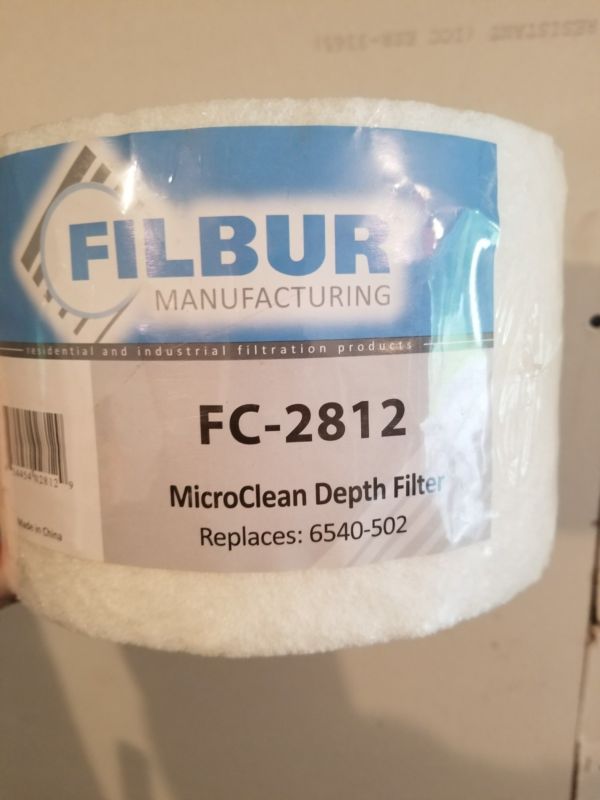 FILBUR
MANUFACTURING
residential and industrial filtration products
FC-2812
MicroClean Depth Filter
Replaces: 6540-502
Made in China